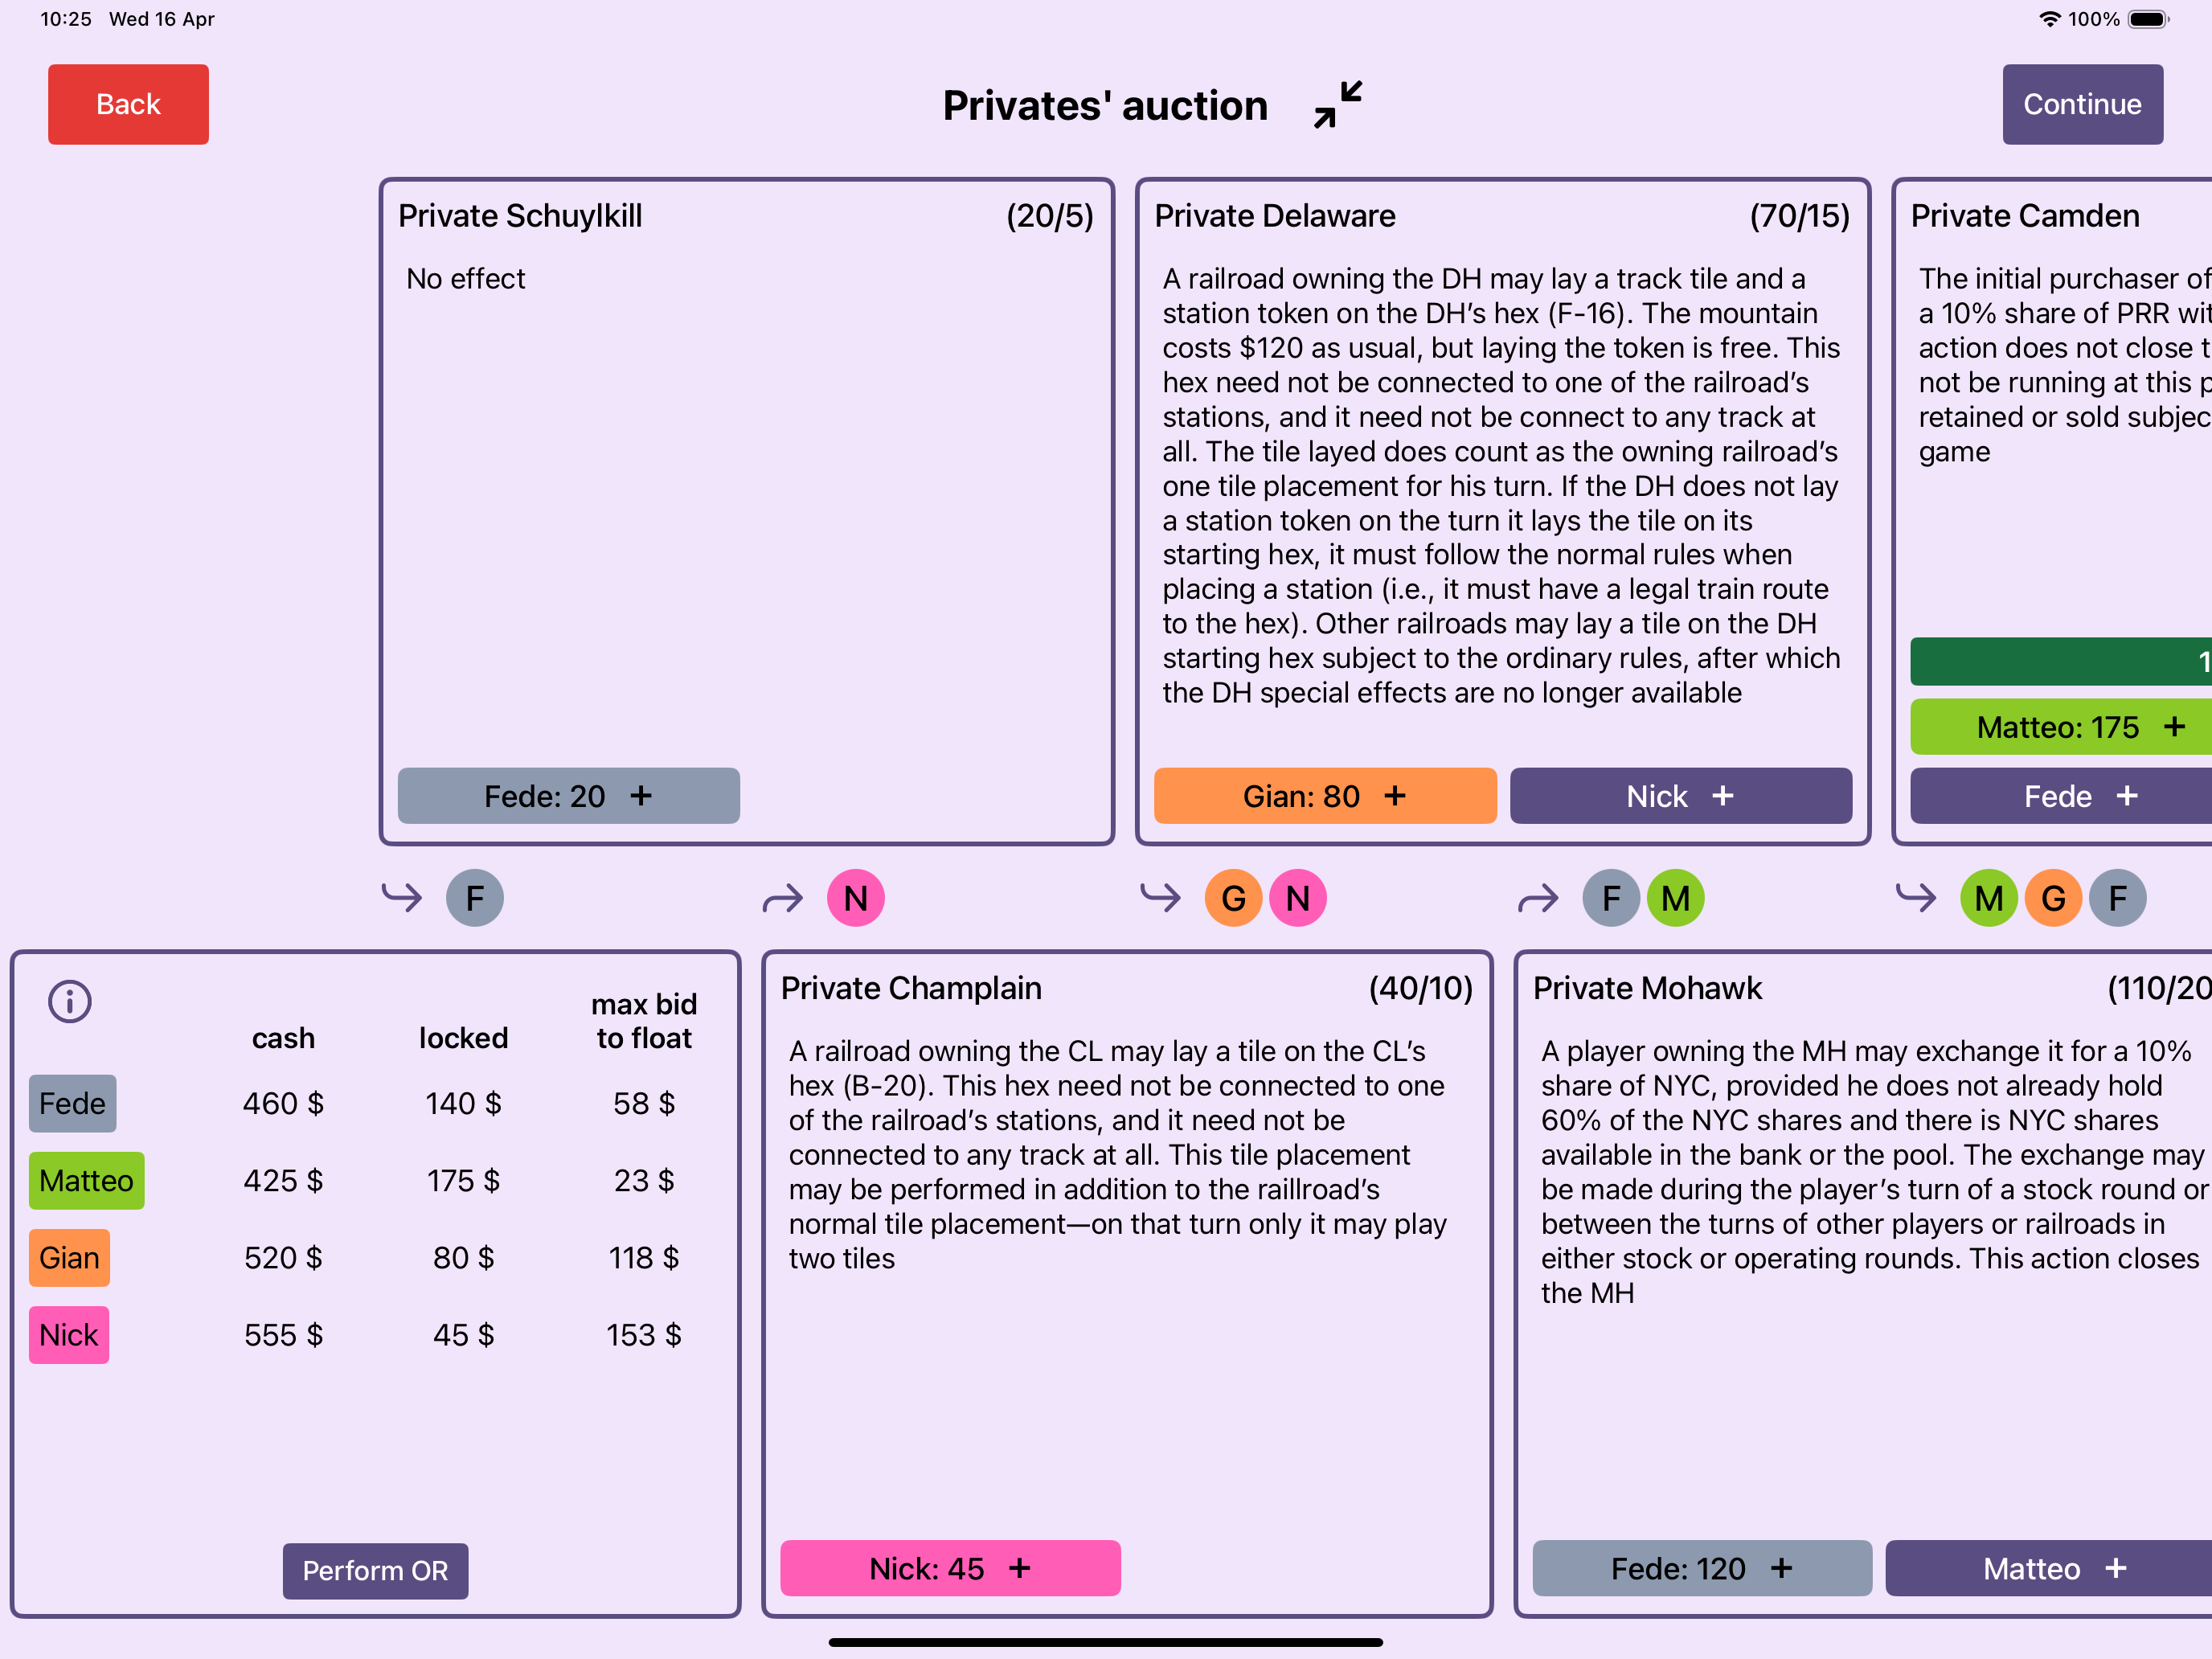 10:25 Wed 16 Apr
100%
Back
Privates' auction
Continue
Private Schuylkill (20/5)
No effect
Fede: 20 +
Private Delaware (70/15)
A railroad owning the DH may lay a track tile and a
station token on the DH’s hex (F-16). The mountain
costs $120 as usual, but laying the token is free. This
hex need not be connected to one of the railroad’s
stations, and it need not be connect to any track at
all. The tile layed does count as the owning railroad’s
one tile placement for his turn. If the DH does not lay
a station token on the turn it lays the tile on its
starting hex, it must follow the normal rules when
placing a station (i.e., it must have a legal train route
to the hex). Other railroads may lay a tile on the DH
starting hex subject to the ordinary rules, after which
the DH special effects are no longer available
Gian: 80 +
Nick +
Private Camden
The initial purchaser of
a 10% share of PRR
action does not close
not be running at this
retained or sold
game
1
Matteo: 175 +
Fede +
F
N
G N
F M
M G F
cash
locked
max bid
to float
Fede 460 $ 140 $ 58 $
Matteo 425 $ 175 $ 23 $
Gian 520 $ 80 $ 118 $
Nick 555 $ 45 $ 153 $
Perform OR
Private Champlain (40/10)
A railroad owning the CL may lay a tile on the CL’s
hex (B-20). This hex need not be connected to one
of the railroad’s stations, and it need not be
connected to any track at all. This tile placement
may be performed in addition to the raillroad’s
normal tile placement—on that turn only it may play
two tiles
Nick: 45 +
Private Mohawk (110/20
A player owning the MH may exchange it for a 10%
share of NYC, provided he does not already hold
60% of the NYC shares and there is NYC shares
available in the bank or the pool. The exchange may
be made during the player’s turn of a stock round or
between the turns of other players or railroads in
either stock or operating rounds. This action closes
the MH
Fede: 120 +
Matteo +